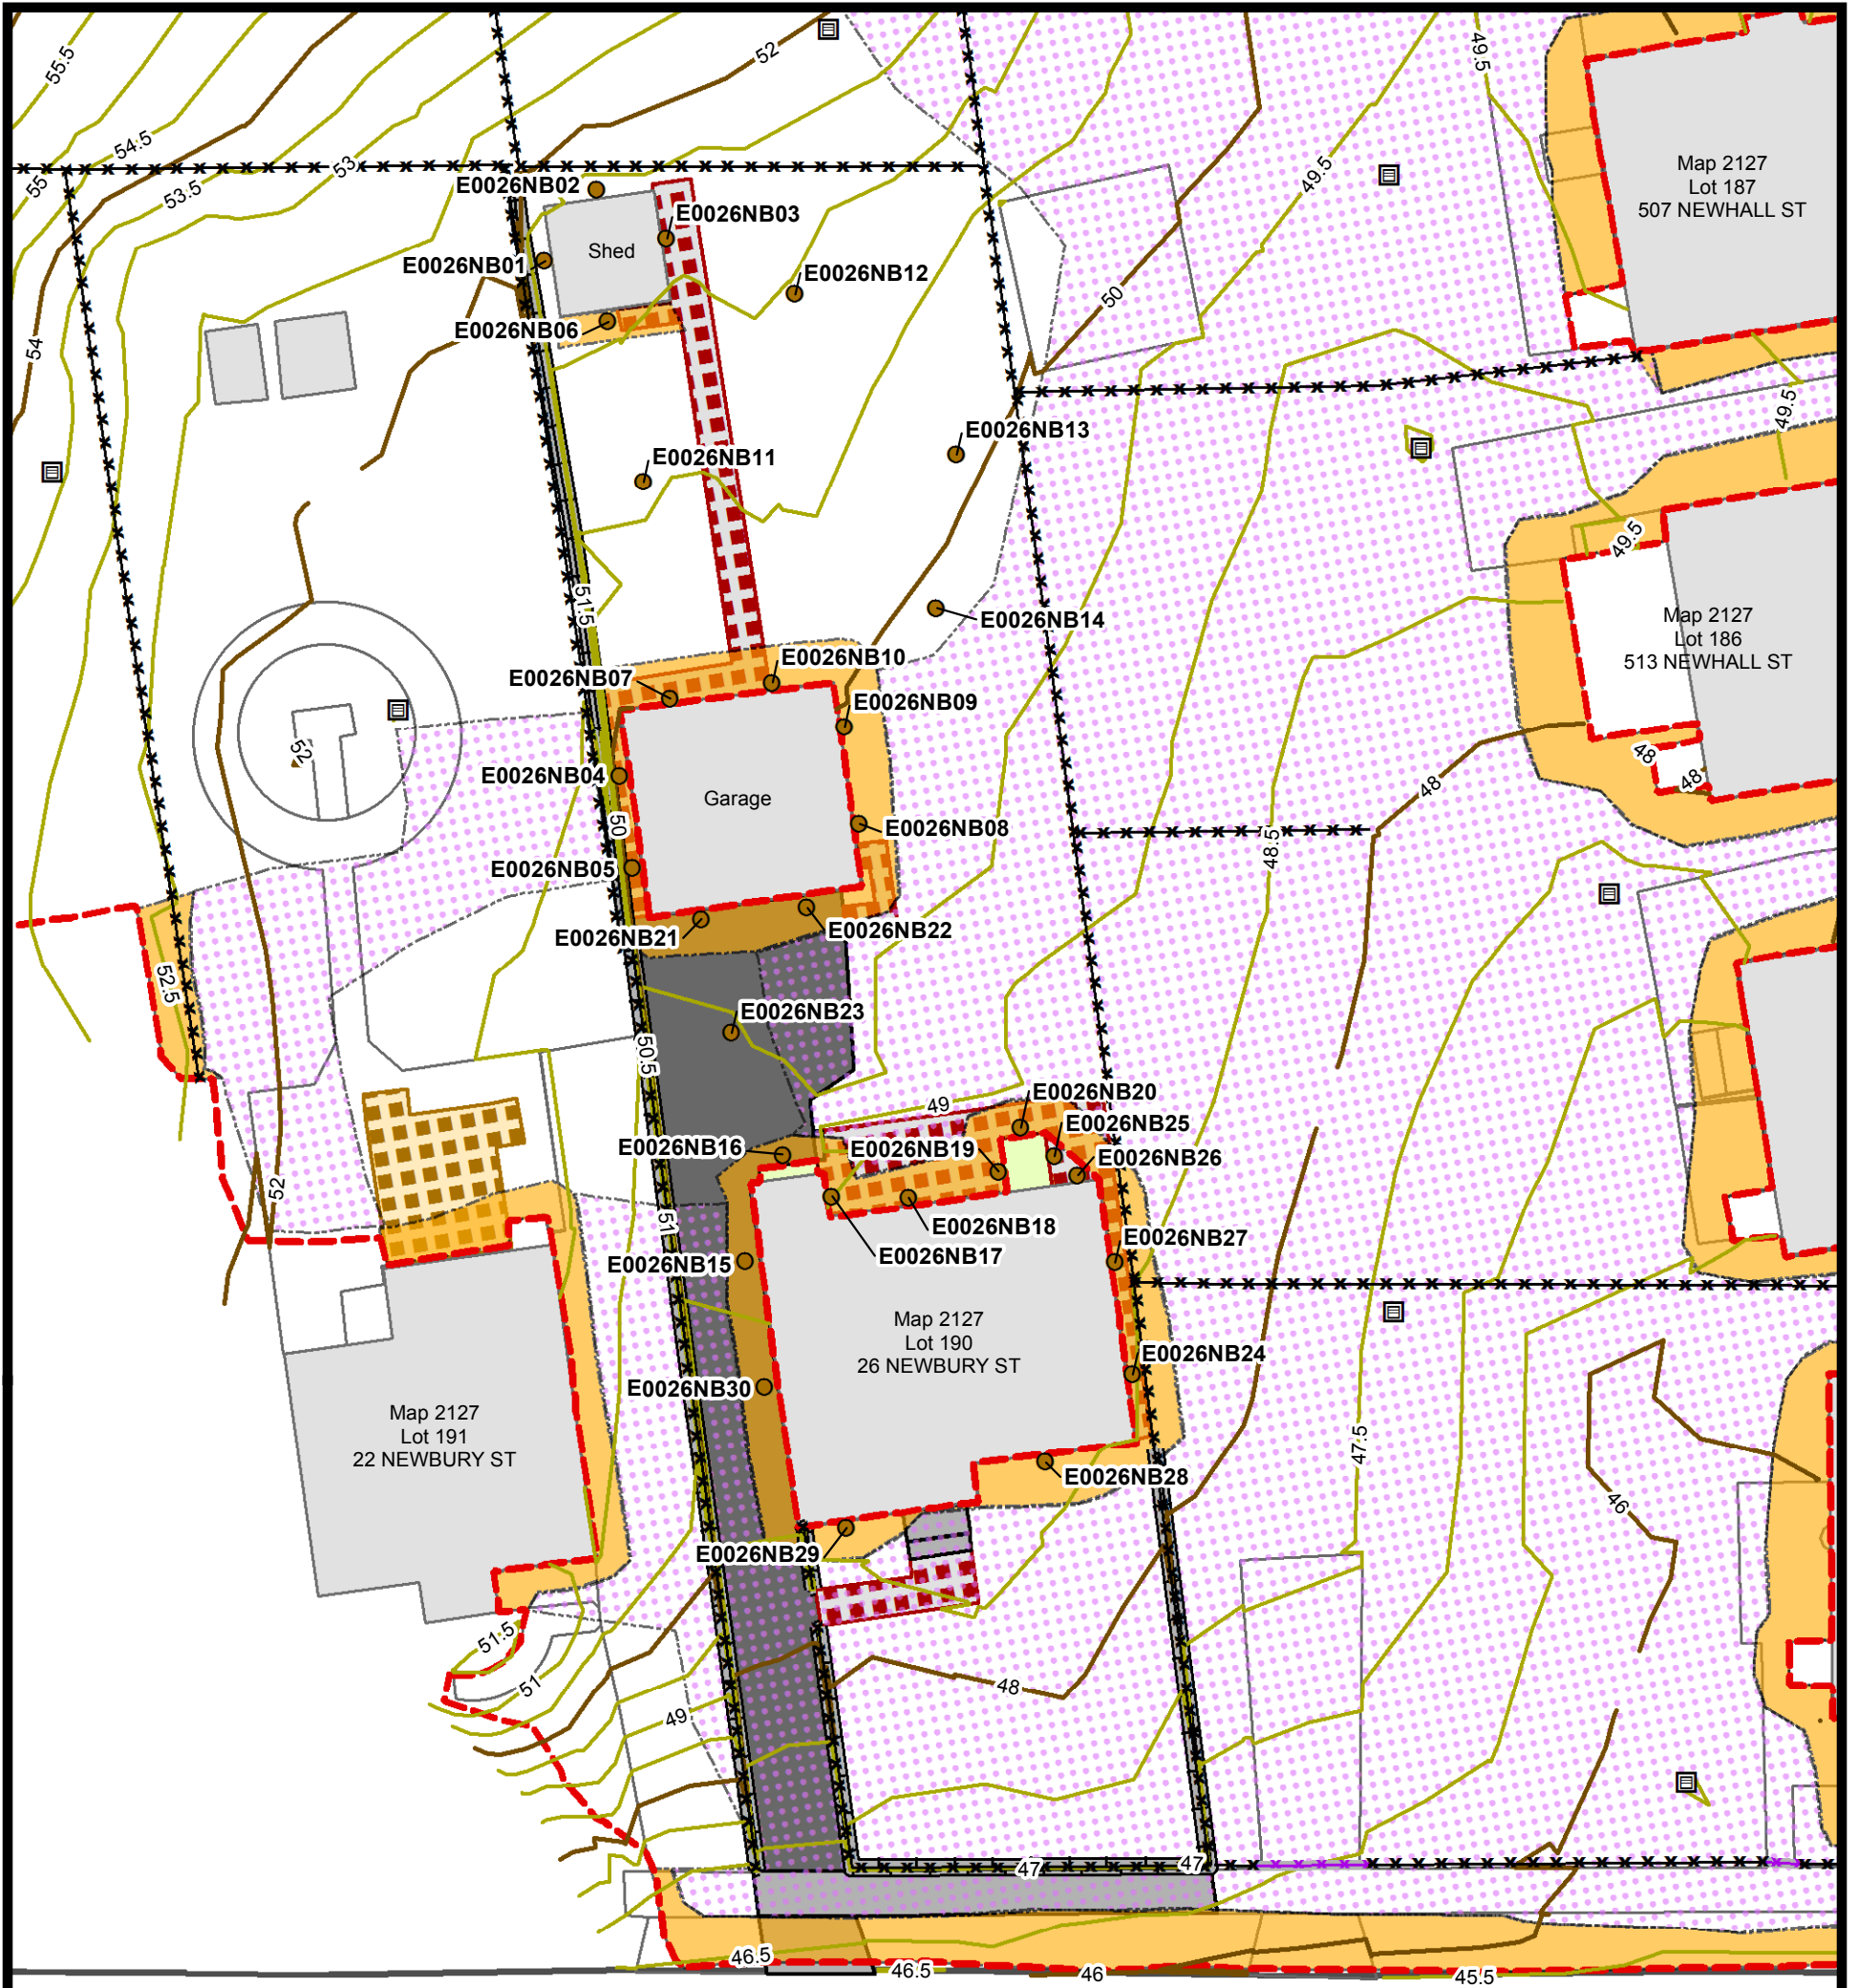 55.5
52
49.5
54.5
53
55
53.5
E0026NB02
Map 2127
Lot 187
507 NEWHALL ST
49.5
E0026NB03
Shed
E0026NB01
E0026NB12
50
E0026NB06
54
49.5
E0026NB13
E0026NB11
49.5
51.5
E0026NB14
Map 2127
Lot 186
513 NEWHALL ST
E0026NB10
E0026NB07
E0026NB09
52
48
48
48
E0026NB04
Garage
50
E0026NB08
48.5
E0026NB05
E0026NB22
E0026NB21
52.5
E0026NB23
50.5
E0026NB20
49
E0026NB25
E0026NB16
E0026NB19
E0026NB26
52
51
E0026NB18
E0026NB27
E0026NB17
E0026NB15
Map 2127
Lot 190
26 NEWBURY ST
E0026NB24
E0026NB30
Map 2127
Lot 191
22 NEWBURY ST
47.5
E0026NB28
46
E0026NB29
51.5
51
48
49
47
47
46.5
46.5
46
45.5